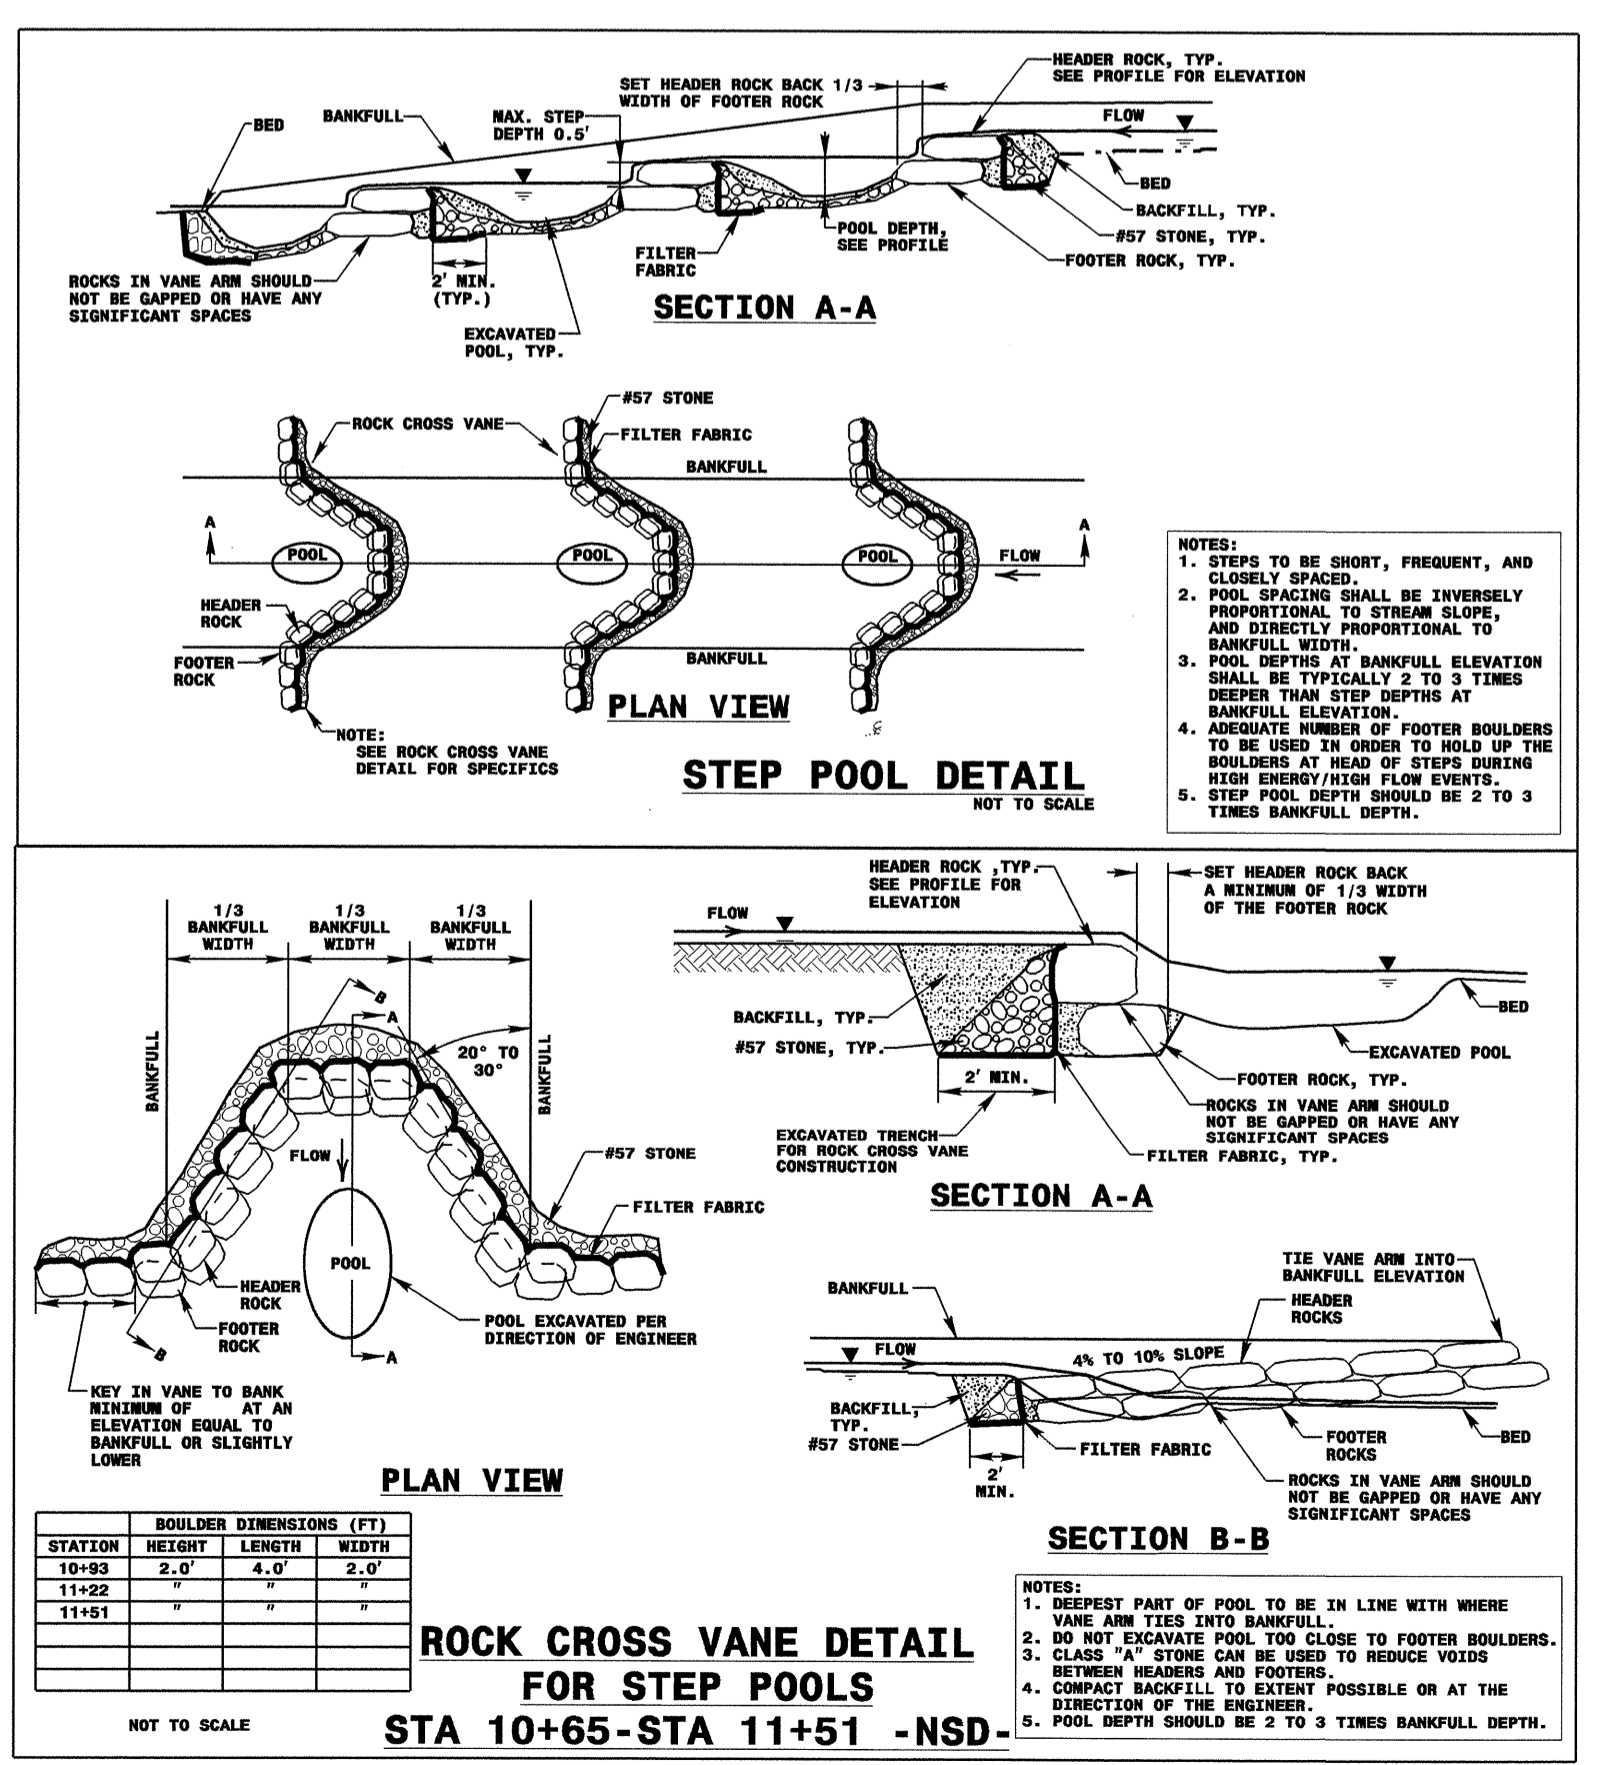 HEADER ROCK, TYP.
SEE PROFILE FOR ELEVATION
SET HEADER ROCK BACK 1/3
WIDTH OF FOOTER ROCK
BED
BANKFULL
MAX. STEP
DEPTH 0.5'
FLOW
BED
BACKFILL, TYP.
#57 STONE, TYP.
FOOTER ROCK, TYP.
POOL DEPTH,
SEE PROFILE
FILTER
FABRIC
ROCKS IN VANE ARM SHOULD
NOT BE GAPPED OR HAVE ANY
SIGNIFICANT SPACES
2' MIN.
(TYP.)
EXCAVATED
POOL, TYP.
SECTION A-A
#57 STONE
ROCK CROSS VANE
FILTER FABRIC
BANKFULL
A
A
POOL
POOL
POOL
FLOW
HEADER
ROCK
FOOTER
ROCK
BANKFULL
PLAN VIEW
NOTE:
SEE ROCK CROSS VANE
DETAIL FOR SPECIFICS
STEP POOL DETAIL
NOT TO SCALE
NOTES:
1. STEPS TO BE SHORT, FREQUENT, AND
CLOSELY SPACED.
2. POOL SPACING SHALL BE INVERSELY
PROPORTIONAL TO STREAM SLOPE,
AND DIRECTLY PROPORTIONAL TO
BANKFULL WIDTH.
3. POOL DEPTHS AT BANKFULL ELEVATION
SHALL BE TYPICALLY 2 TO 3 TIMES
DEEPER THAN STEP DEPTHS AT
BANKFULL ELEVATION.
4. ADEQUATE NUMBER OF FOOTER BOULDERS
TO BE USED IN ORDER TO HOLD UP THE
BOULDERS AT HEAD OF STEPS DURING
HIGH ENERGY/HIGH FLOW EVENTS.
5. STEP POOL DEPTH SHOULD BE 2 TO 3
TIMES BANKFULL DEPTH.
1/3
BANKFULL
WIDTH
1/3
BANKFULL
WIDTH
1/3
BANKFULL
WIDTH
B
A
BANKFULL
BANKFULL
20° TO
30°
FLOW
#57 STONE
FILTER FABRIC
POOL
HEADER
ROCK
FOOTER
ROCK
POOL EXCAVATED PER
DIRECTION OF ENGINEER
B
A
KEY IN VANE TO BANK
MINIMUM OF AT AN
ELEVATION EQUAL TO
BANKFULL OR SLIGHTLY
LOWER
PLAN VIEW
HEADER ROCK ,TYP.
SEE PROFILE FOR
ELEVATION
SET HEADER ROCK BACK
A MINIMUM OF 1/3 WIDTH
OF THE FOOTER ROCK
FLOW
BED
BACKFILL, TYP.
#57 STONE, TYP.
EXCAVATED POOL
2' MIN.
FOOTER ROCK, TYP.
ROCKS IN VANE ARM SHOULD
NOT BE GAPPED OR HAVE ANY
SIGNIFICANT SPACES
EXCAVATED TRENCH
FOR ROCK CROSS VANE
CONSTRUCTION
FILTER FABRIC, TYP.
SECTION A-A
TIE VANE ARM INTO
BANKFULL ELEVATION
BANKFULL
HEADER
ROCKS
FLOW
4% TO 10% SLOPE
BACKFILL,
TYP.
#57 STONE
FILTER FABRIC
FOOTER
ROCKS
BED
2'
MIN.
ROCKS IN VANE ARM SHOULD
NOT BE GAPPED OR HAVE ANY
SIGNIFICANT SPACES
SECTION B-B
BOULDER DIMENSIONS (FT)
STATION HEIGHT LENGTH WIDTH
10+93 2.0' 4.0' 2.0'
11+22 " " "
11+51 " " "
NOT TO SCALE
ROCK CROSS VANE DETAIL
FOR STEP POOLS
STA 10+65-STA 11+51 -NSD-
NOTES:
1. DEEPEST PART OF POOL TO BE IN LINE WITH WHERE
VANE ARM TIES INTO BANKFULL.
2. DO NOT EXCAVATE POOL TOO CLOSE TO FOOTER BOULDERS.
3. CLASS "A" STONE CAN BE USED TO REDUCE VOIDS
BETWEEN HEADERS AND FOOTERS.
4. COMPACT BACKFILL TO EXTENT POSSIBLE OR AT THE
DIRECTION OF THE ENGINEER.
5. POOL DEPTH SHOULD BE 2 TO 3 TIMES BANKFULL DEPTH.